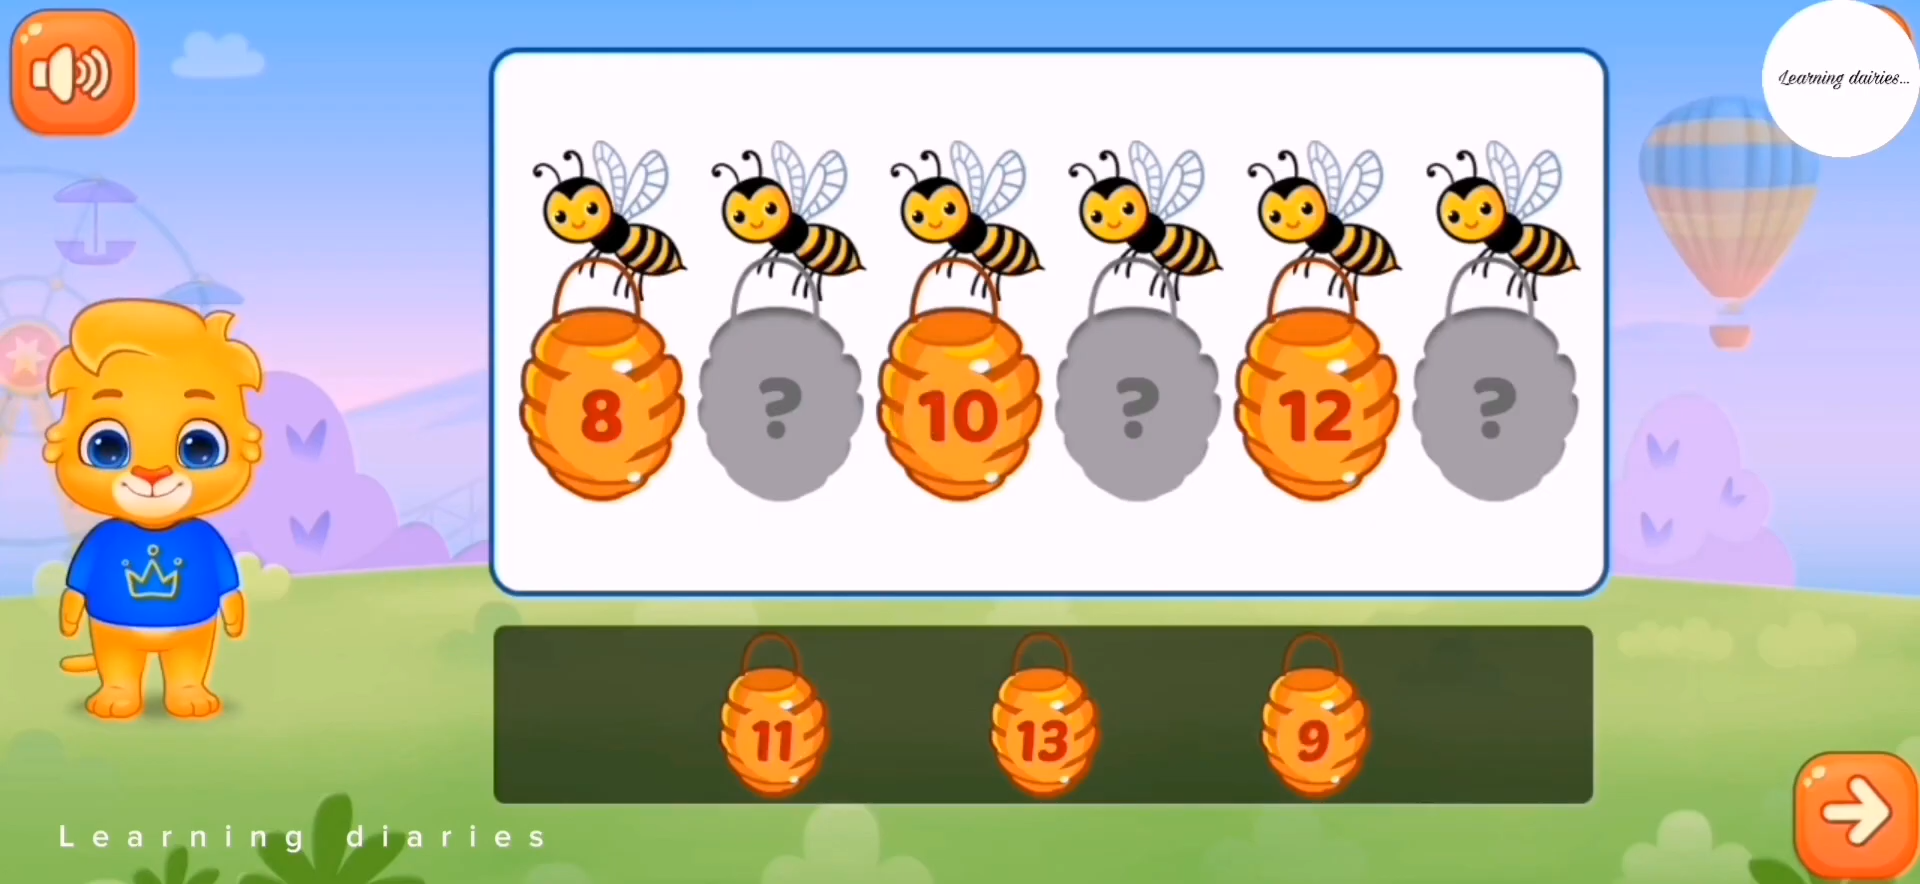 Learning dairies...
8 ? 10 ? 12 ?
11 13 9
Learning diaries